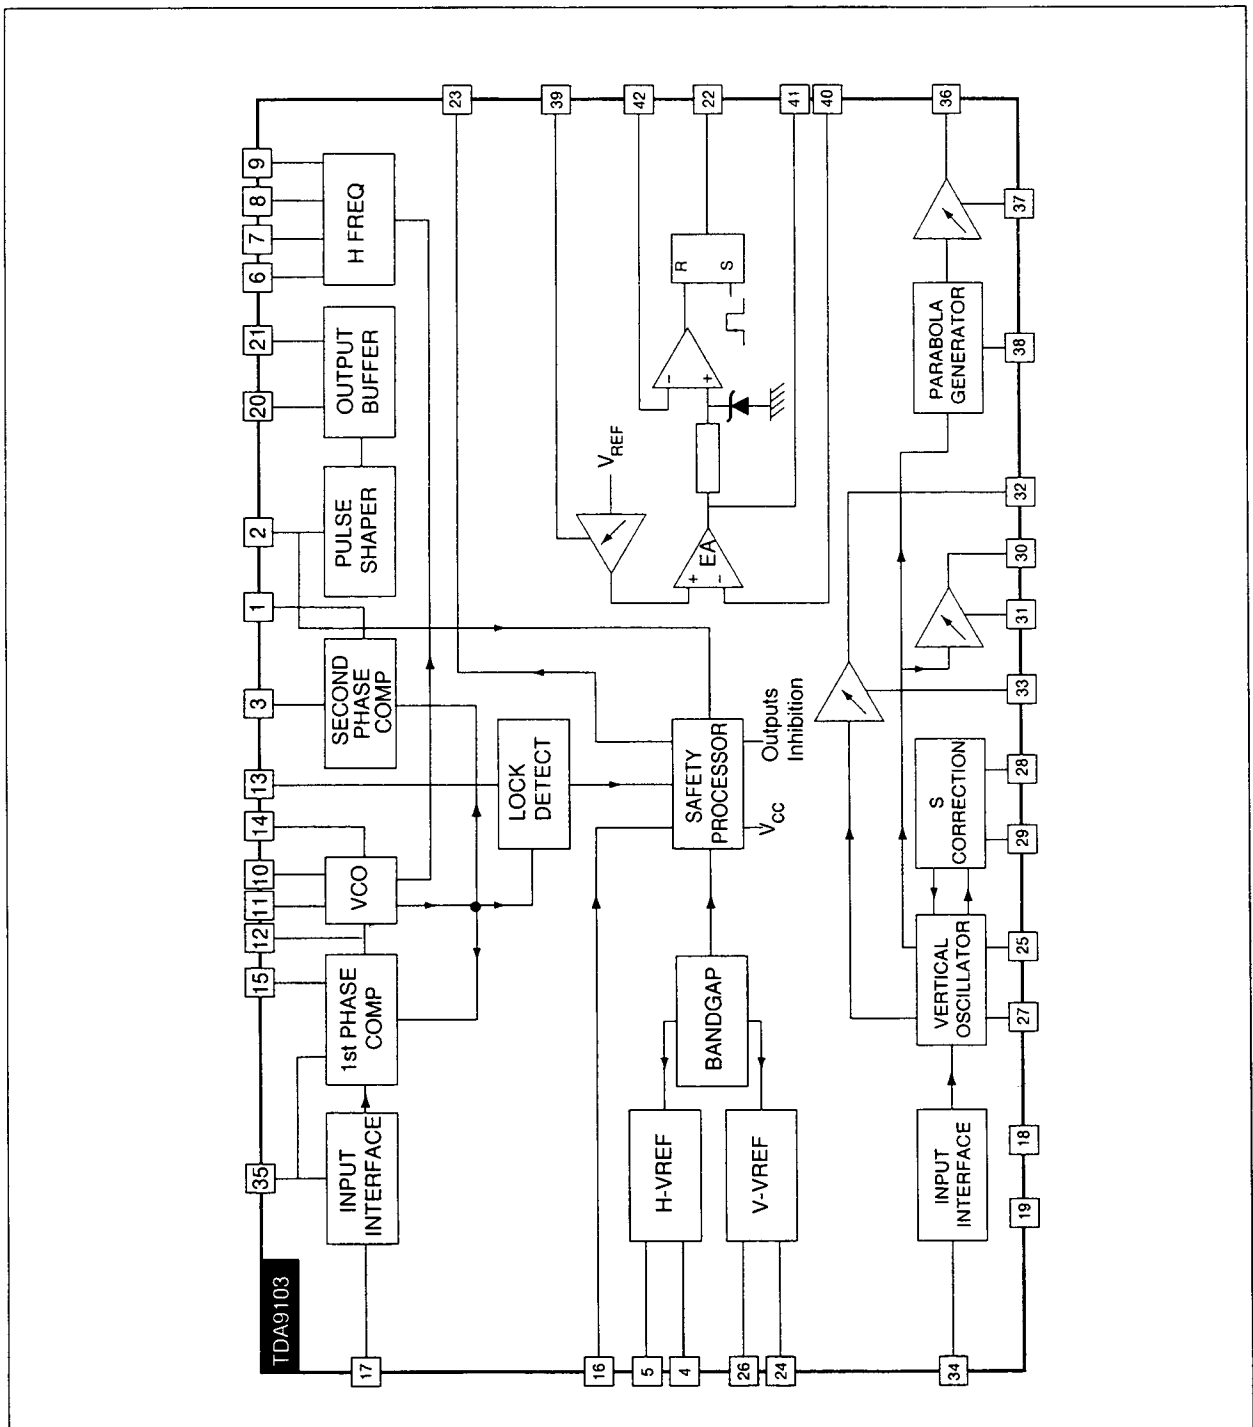 TDA9103
35
15
12
11
10
14
13
3
1
2
20
21
6
7
8
9
INPUT
INTERFACE
1st PHASE
COMP
VCO
SECOND
PHASE
COMP
PULSE
SHAPER
OUTPUT
BUFFER
H FREQ
17
LOCK
DETECT
23
16
39
5
4
H-VREF
BANDGAP
SAFETY
PROCESSOR
VCC
Outputs
Inhibition
VREF
+
-
EA
-
+
R
S
42
22
41
40
26
24
V-VREF
34
INPUT
INTERFACE
VERTICAL
OSCILLATOR
S
CORRECTION
PARABOLA
GENERATOR
36
19
18
27
25
29
28
33
31
30
32
38
37